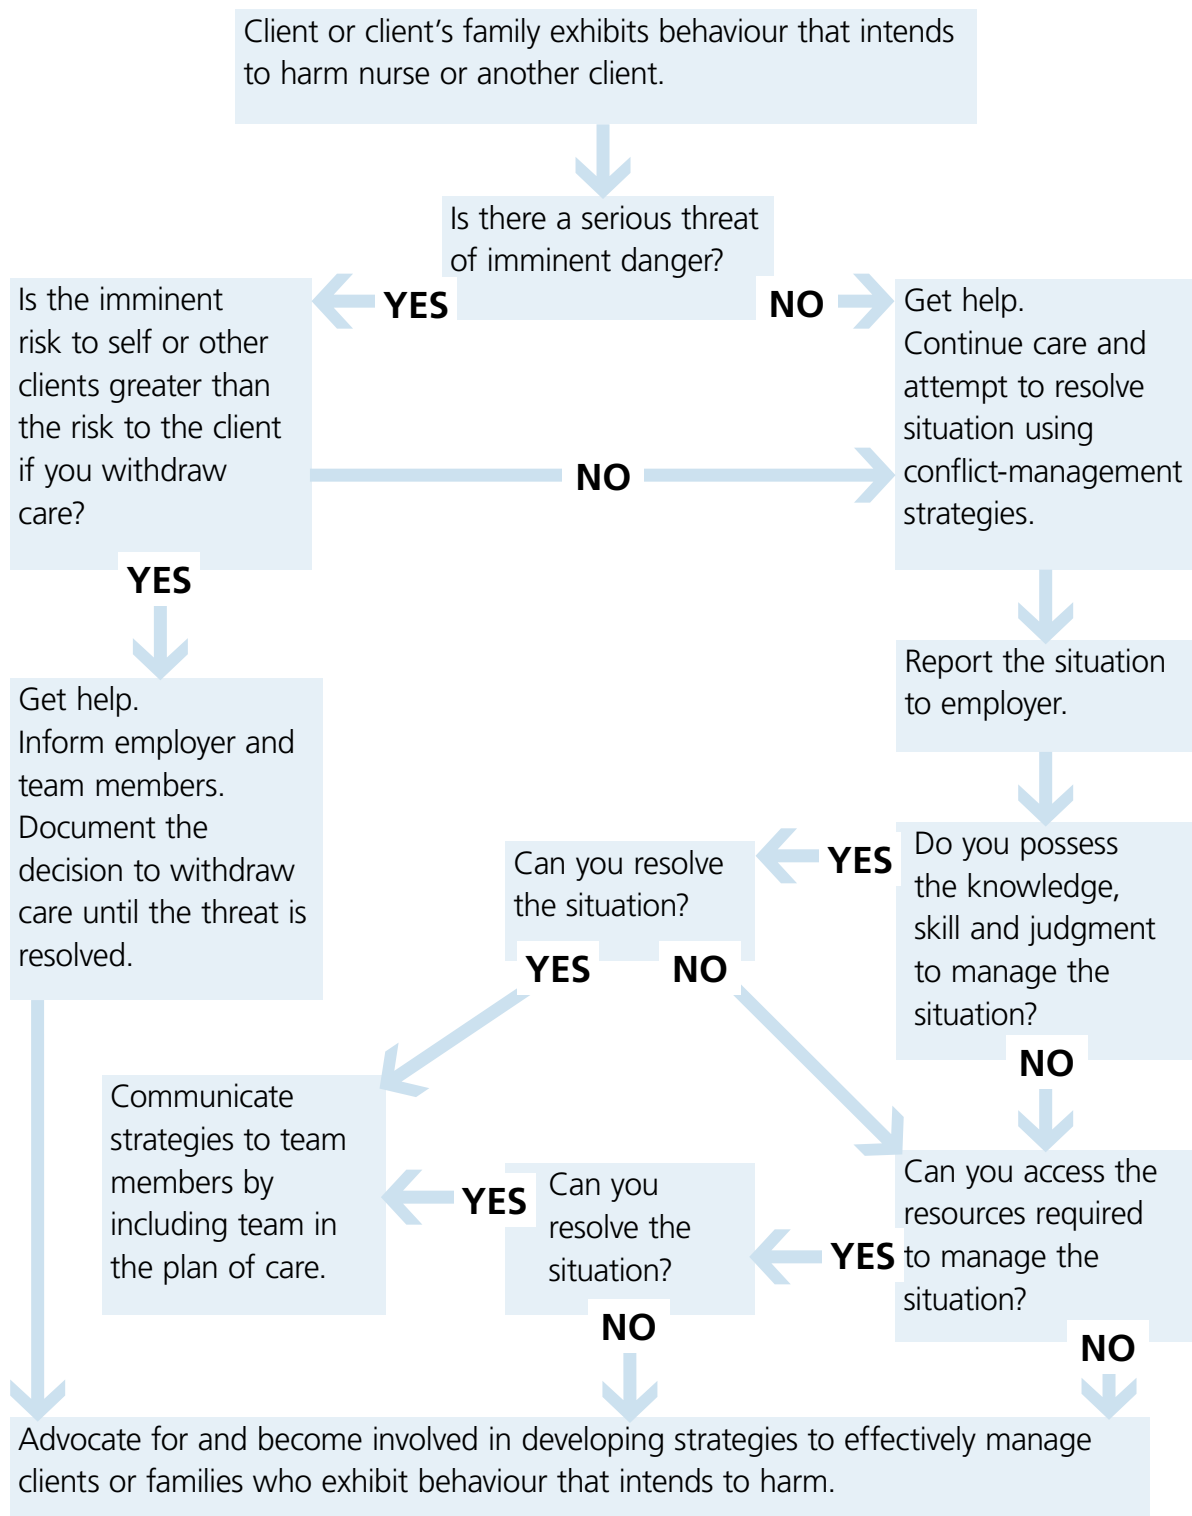 Client or client’s family exhibits behaviour that intends
to harm nurse or another client.
Is there a serious threat
of imminent danger?
YES
NO
Is the imminent
risk to self or other
clients greater than
the risk to the client
if you withdraw
care?
NO
YES
Get help.
Continue care and
attempt to resolve
situation using
conflict-management
strategies.
Report the situation
to employer.
Get help.
Inform employer and
team members.
Document the
decision to withdraw
care until the threat is
resolved.
Do you possess
the knowledge,
skill and judgment
to manage the
situation?
YES
NO
Can you resolve
the situation?
YES
NO
Communicate
strategies to team
members by
including team in
the plan of care.
YES
Can you
resolve the
situation?
NO
YES
Can you access the
resources required
to manage the
situation?
NO
Advocate for and become involved in developing strategies to effectively manage
clients or families who exhibit behaviour that intends to harm.